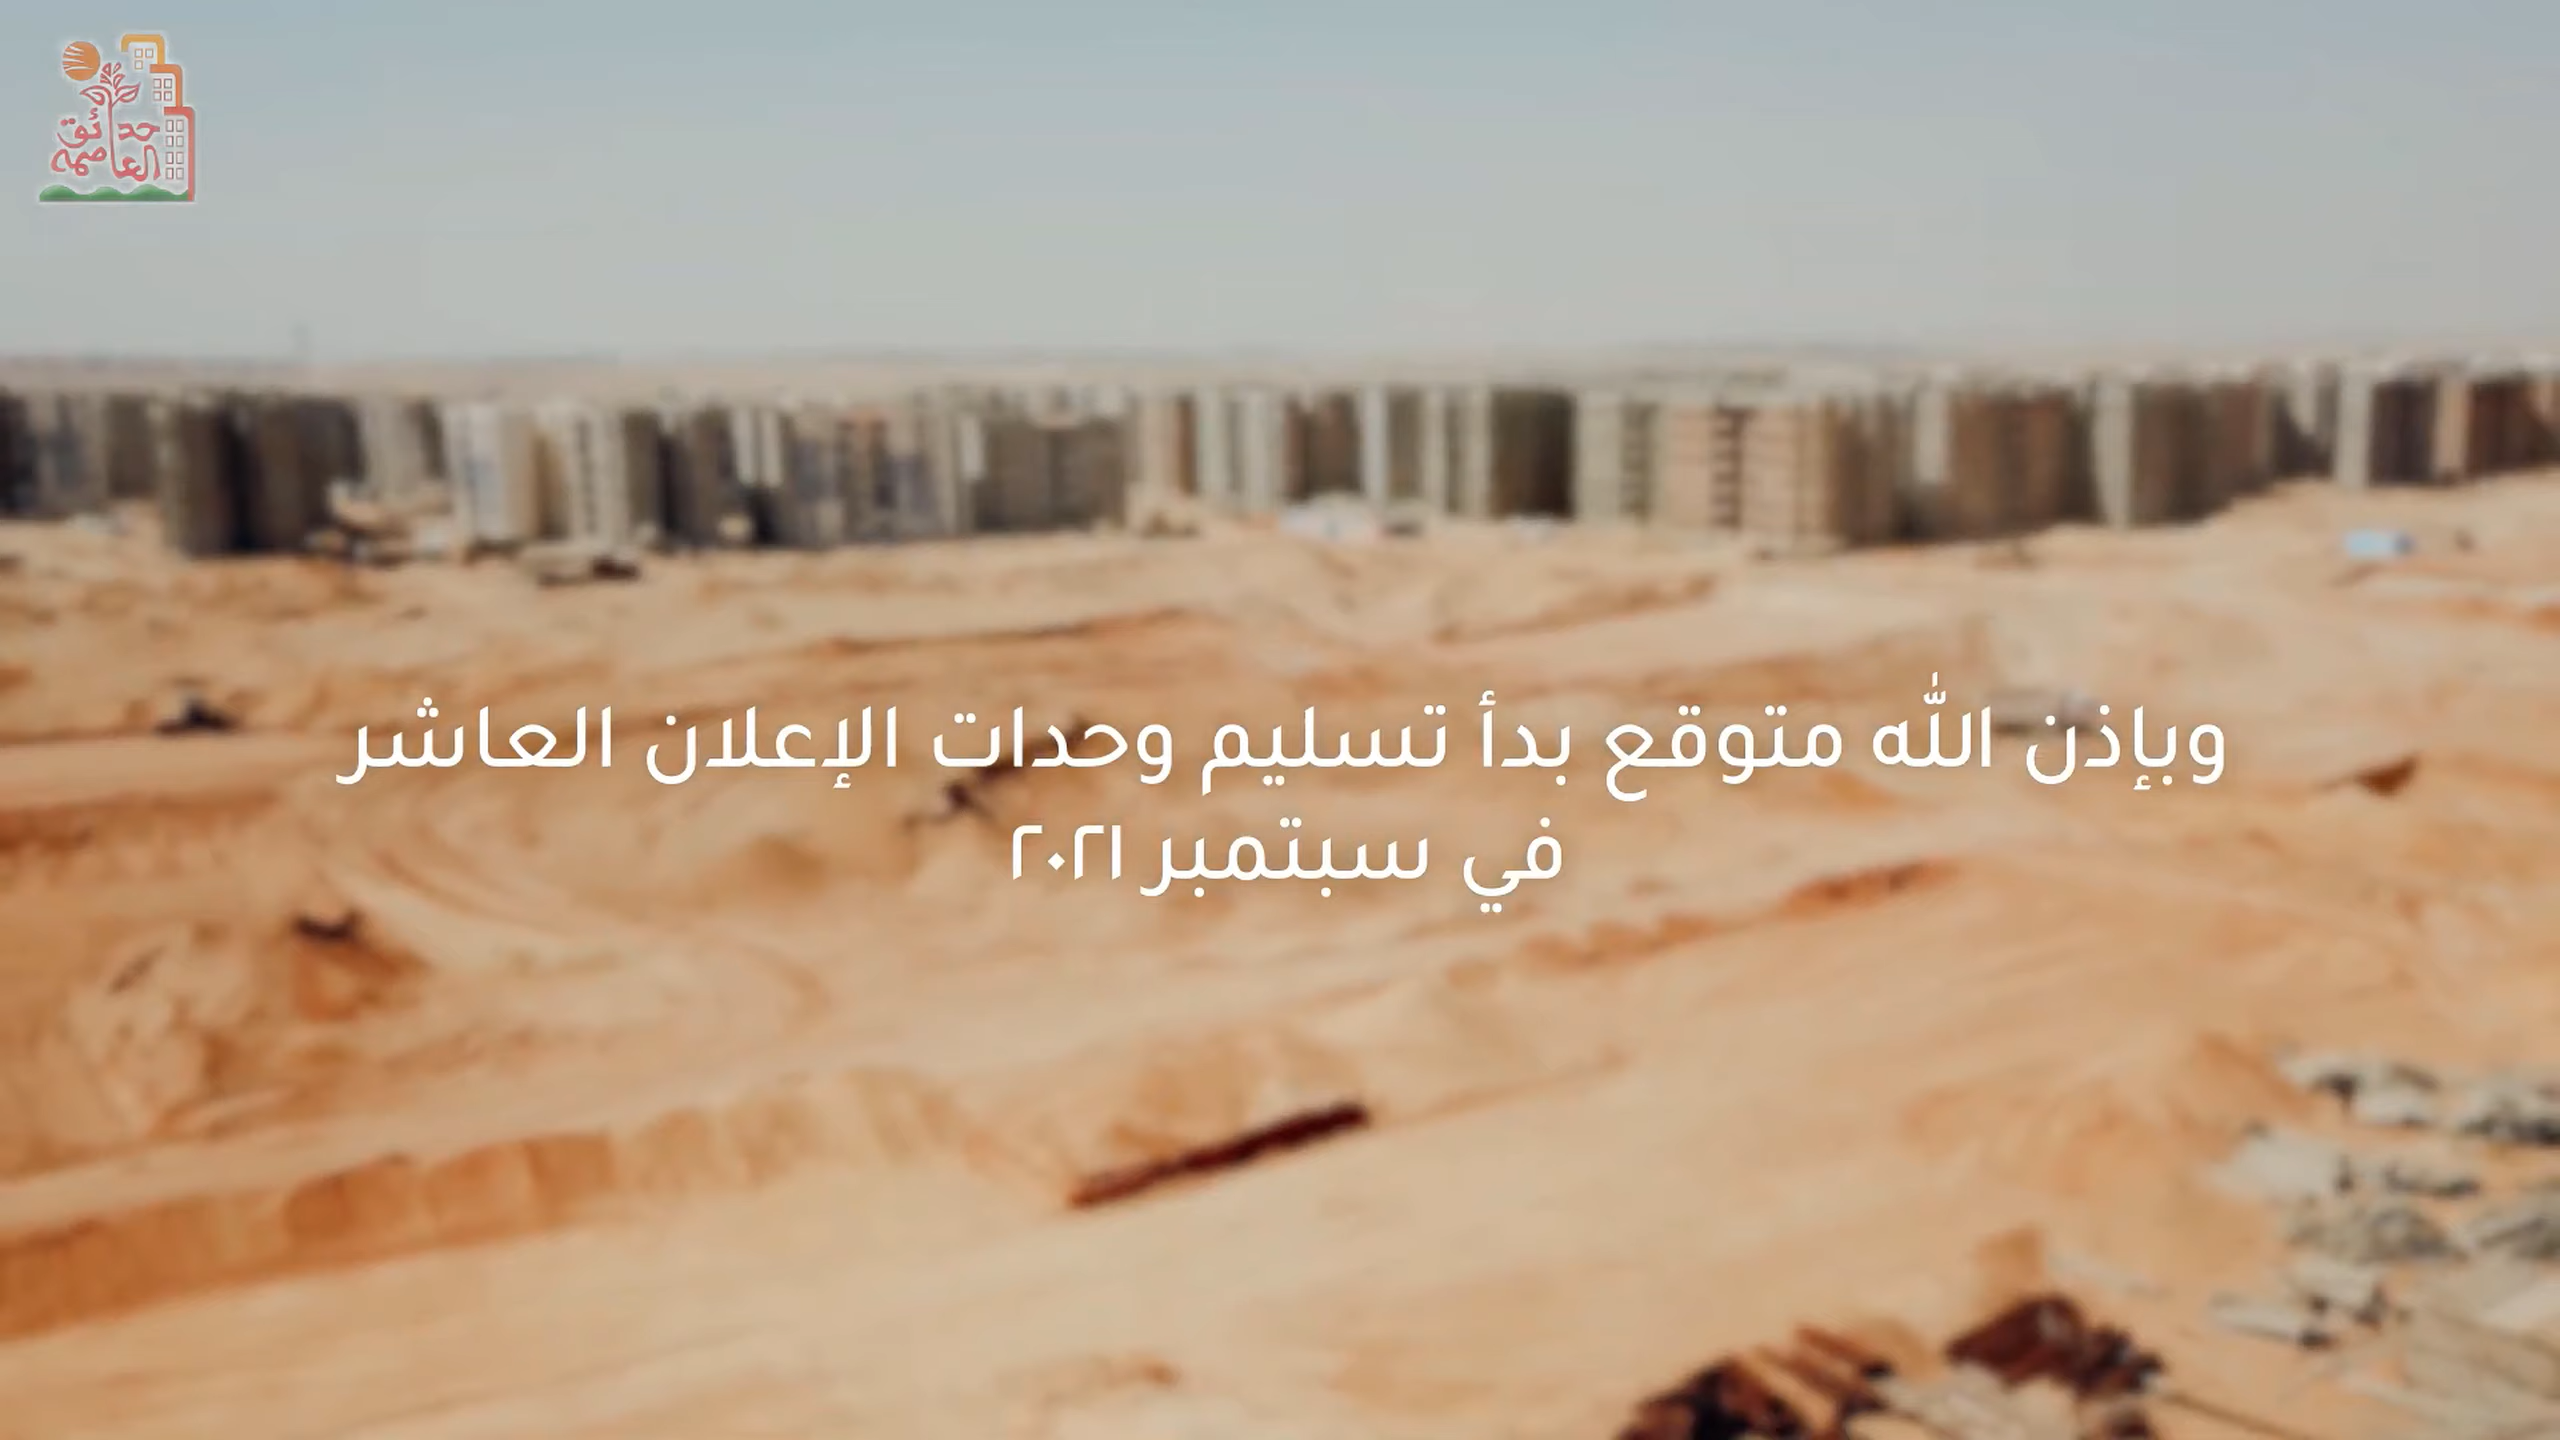 حدائق
العاصمة
وبإذن الله متوقع بدأ تسليم وحدات الإعلان العاشر
في سبتمبر ٢٠٢١